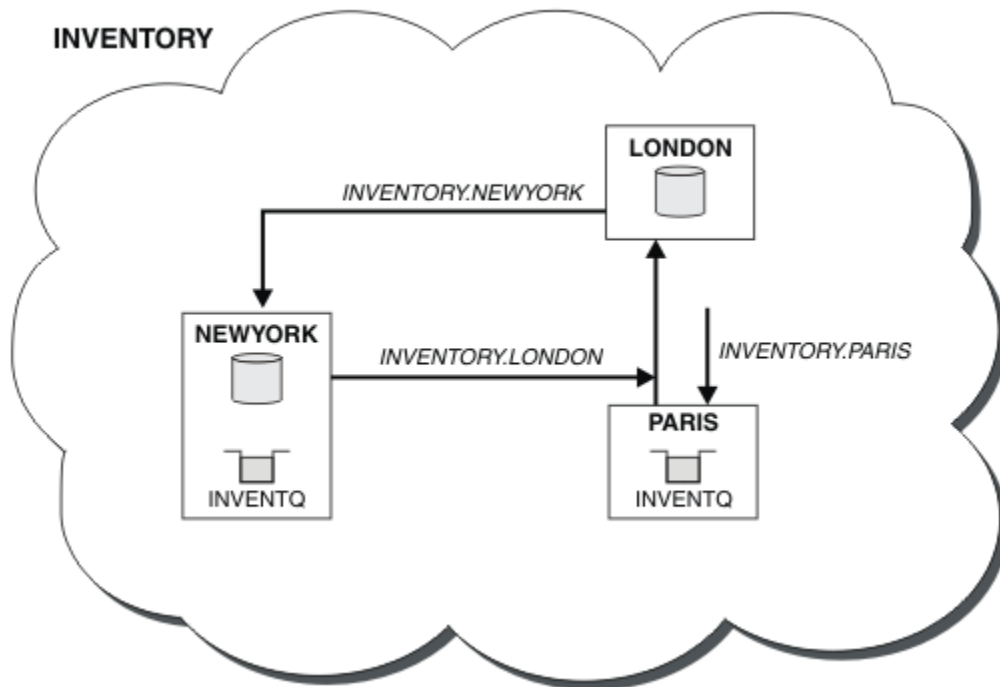 INVENTORY
LONDON
INVENTORY.NEWYORK
NEWYORK
INVENTORY.LONDON
INVENTORY.PARIS
PARIS
INVENTQ
INVENTQ